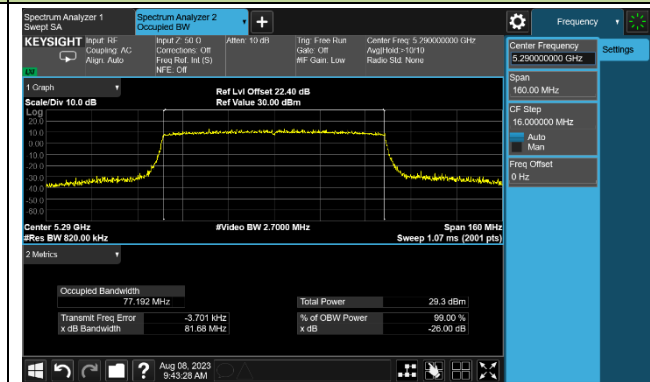 Spectrum Analyzer 1
Swept SA
Spectrum Analyzer 2
Occupied BW
Frequency
KEYSIGHT
Input: RF
Coupling: AC
Align: Auto
Input Z: 50 Ω
Corrections: Off
Freq Ref: Int (S)
NFE: Off
Atten: 10 dB
Trig: Free Run
Gate: Off
#IF Gain: Low
Center Freq: 5.290000000 GHz
Avg|Hold:>10/10
Radio Std: None
Center Frequency
5.290000000 GHz
Settings
Span
160.00 MHz
CF Step
16.000000 MHz
Auto
Man
Freq Offset
0 Hz
1 Graph
Scale/Div 10.0 dB
Ref Lvl Offset 22.40 dB
Ref Value 30.00 dBm
Log
20.0
10.0
0.00
-10.0
-20.0
-30.0
-40.0
-50.0
-60.0
Center 5.29 GHz
#Res BW 820.00 kHz
#Video BW 2.7000 MHz
Span 160 MHz
Sweep 1.07 ms (2001 pts)
2 Metrics
Occupied Bandwidth
77.192 MHz
Total Power 29.3 dBm
Transmit Freq Error -3.701 kHz
% of OBW Power 99.00 %
x dB Bandwidth 81.68 MHz
x dB -26.00 dB
Aug 08, 2023
9:43:28 AM